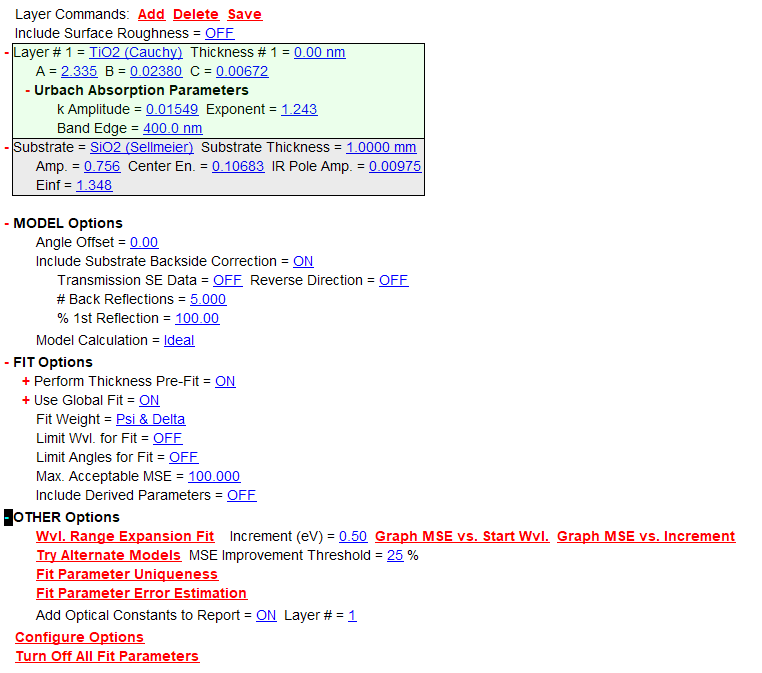 Layer Commands: Add Delete Save
Include Surface Roughness = OFF
- Layer # 1 = TiO2 (Cauchy) Thickness # 1 = 0.00 nm
A = 2.335 B = 0.02380 C = 0.00672
- Urbach Absorption Parameters
k Amplitude = 0.01549 Exponent = 1.243
Band Edge = 400.0 nm
- Substrate = SiO2 (Sellmeier) Substrate Thickness = 1.0000 mm
Amp. = 0.756 Center En. = 0.10683 IR Pole Amp. = 0.00975
Einf = 1.348
- MODEL Options
Angle Offset = 0.00
Include Substrate Backside Correction = ON
Transmission SE Data = OFF Reverse Direction = OFF
# Back Reflections = 5.000
% 1st Reflection = 100.00
Model Calculation = Ideal
- FIT Options
+ Perform Thickness Pre-Fit = ON
+ Use Global Fit = ON
Fit Weight = Psi & Delta
Limit Wvl. for Fit = OFF
Limit Angles for Fit = OFF
Max. Acceptable MSE = 100.000
Include Derived Parameters = OFF
- OTHER Options
Wvl. Range Expansion Fit Increment (eV) = 0.50 Graph MSE vs. Start Wvl. Graph MSE vs. Increment
Try Alternate Models MSE Improvement Threshold = 25 %
Fit Parameter Uniqueness
Fit Parameter Error Estimation
Add Optical Constants to Report = ON Layer # = 1
Configure Options
Turn Off All Fit Parameters